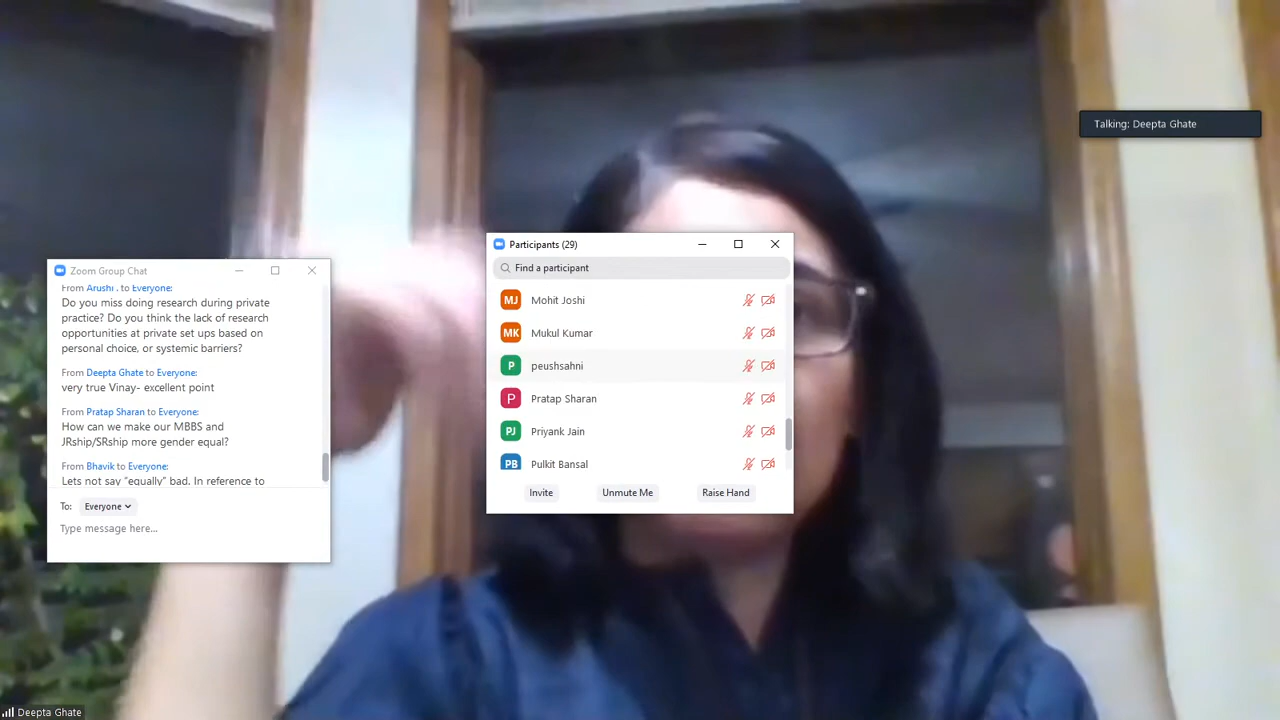 Talking: Deepta Ghate
Zoom Group Chat
From Arushi . to Everyone:
Do you miss doing research during private
practice? Do you think the lack of research
opportunities at private set ups based on
personal choice, or systemic barriers?
From Deepta Ghate to Everyone:
very true Vinay- excellent point
From Pratap Sharan to Everyone:
How can we make our MBBS and
JRship/SRship more gender equal?
From Bhavik to Everyone:
Lets not say "equally" bad. In reference to
To: Everyone
Type message here...
Participants (29)
Find a participant
MJ Mohit Joshi
MK Mukul Kumar
P peushsahni
P Pratap Sharan
PJ Priyank Jain
PB Pulkit Bansal
Invite Unmute Me Raise Hand
Deepta Ghate